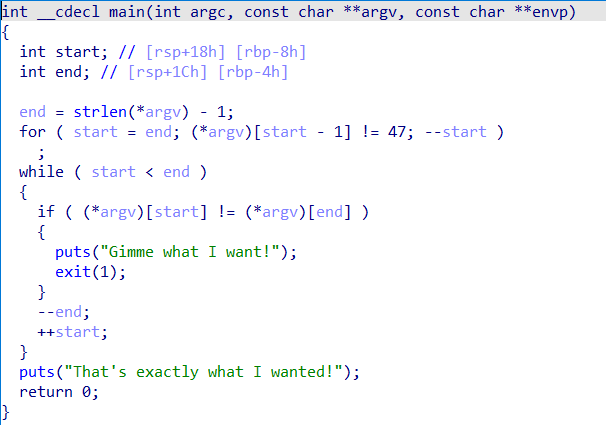 int __cdecl main(int argc, const char **argv, const char **envp)
{
  int start; // [rsp+18h] [rbp-8h]
  int end; // [rsp+1Ch] [rbp-4h]

  end = strlen(*argv) - 1;
  for ( start = end; (*argv)[start - 1] != 47; --start )
    ;
  while ( start < end )
  {
    if ( (*argv)[start] != (*argv)[end] )
    {
      puts("Gimme what I want!");
      exit(1);
    }
    --end;
    ++start;
  }
  puts("That's exactly what I wanted!");
  return 0;
}